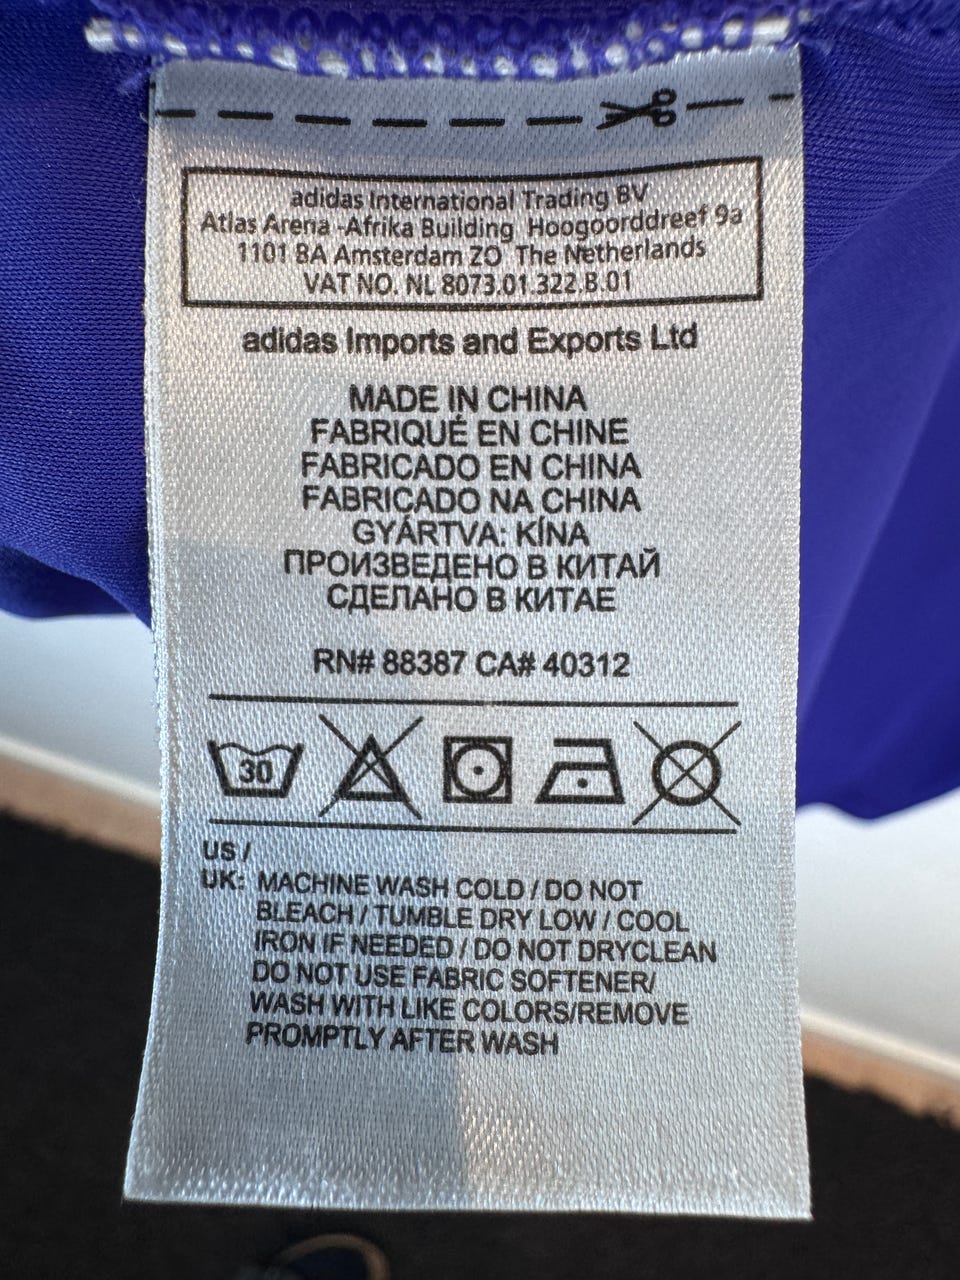 adidas International Trading BV
Atlas Arena -Afrika Building Hoogoorddreef 9a
1101 BA Amsterdam ZO The Netherlands
VAT NO. NL 8073.01.322.B.01
adidas Imports and Exports Ltd
MADE IN CHINA
FABRIQUÉ EN CHINE
FABRICADO EN CHINA
FABRICADO NA CHINA
GYÁRTVA: KÍNA
ПРОИЗВЕДЕНО В КИТАЙ
СДЕЛАНО В КИТАЕ
RN# 88387 CA# 40312
30
US /
UK: MACHINE WASH COLD / DO NOT
BLEACH / TUMBLE DRY LOW / COOL
IRON IF NEEDED / DO NOT DRYCLEAN
DO NOT USE FABRIC SOFTENER/
WASH WITH LIKE COLORS/REMOVE
PROMPTLY AFTER WASH